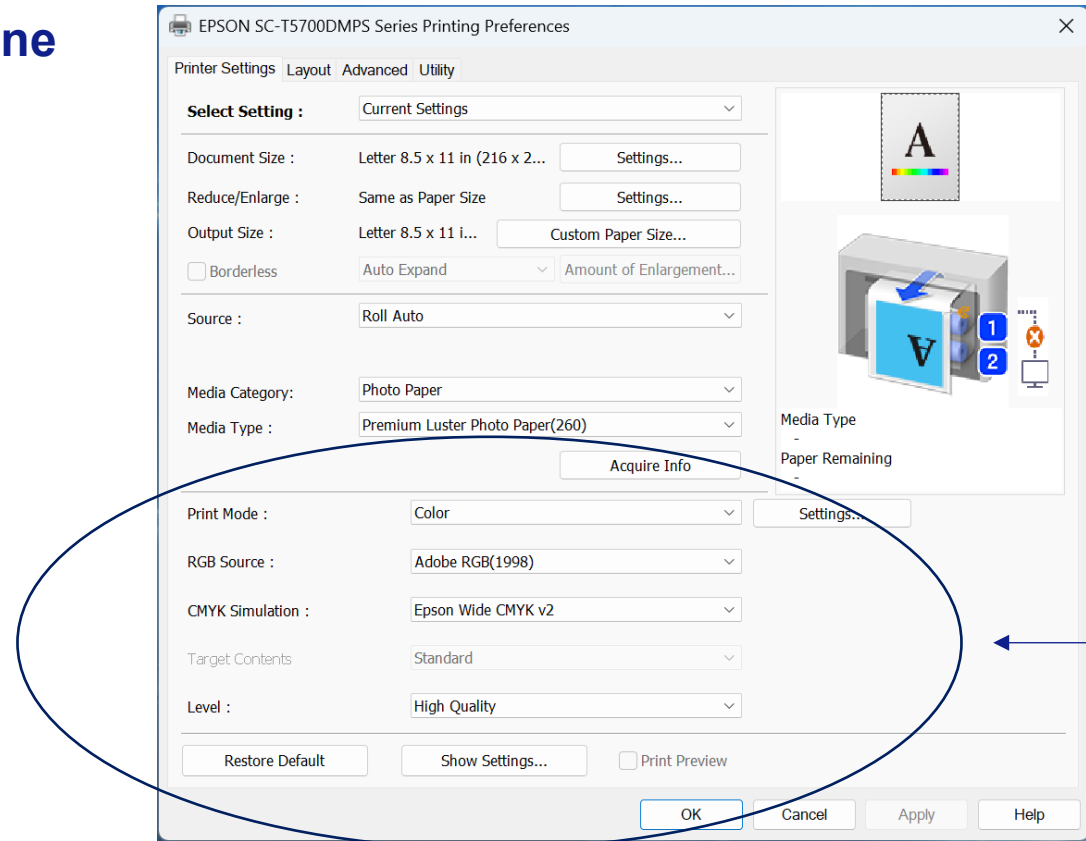 ne
EPSON SC-T5700DMPS Series Printing Preferences
Printer Settings Layout Advanced Utility
Select Setting : Current Settings
Document Size : Letter 8.5 x 11 in (216 x 2... Settings...
Reduce/Enlarge : Same as Paper Size Settings...
Output Size : Letter 8.5 x 11 i... Custom Paper Size...
Borderless Auto Expand Amount of Enlargement...
Source : Roll Auto
Media Category: Photo Paper
Media Type : Premium Luster Photo Paper(260)
Acquire Info
A
A
1
2
Media Type
-
Paper Remaining
-
Print Mode : Color Settings...
RGB Source : Adobe RGB(1998)
CMYK Simulation : Epson Wide CMYK v2
Target Contents Standard
Level : High Quality
Restore Default Show Settings... Print Preview
OK Cancel Apply Help